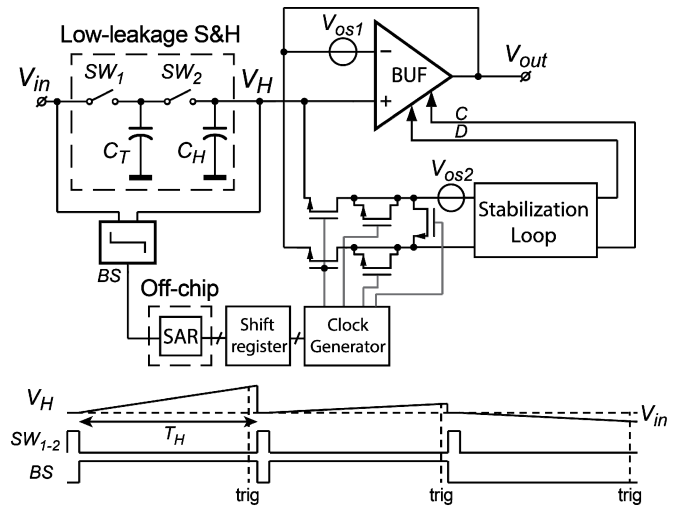 Low-leakage S&H
V_in
SW_1
SW_2
V_H
C_T
C_H
V_os1
−
+
BUF
V_out
C
D
V_os2
Stabilization
Loop
BS
Off-chip
SAR
Shift
register
Clock
Generator
V_H
V_in
T_H
SW_1-2
BS
trig
trig
trig